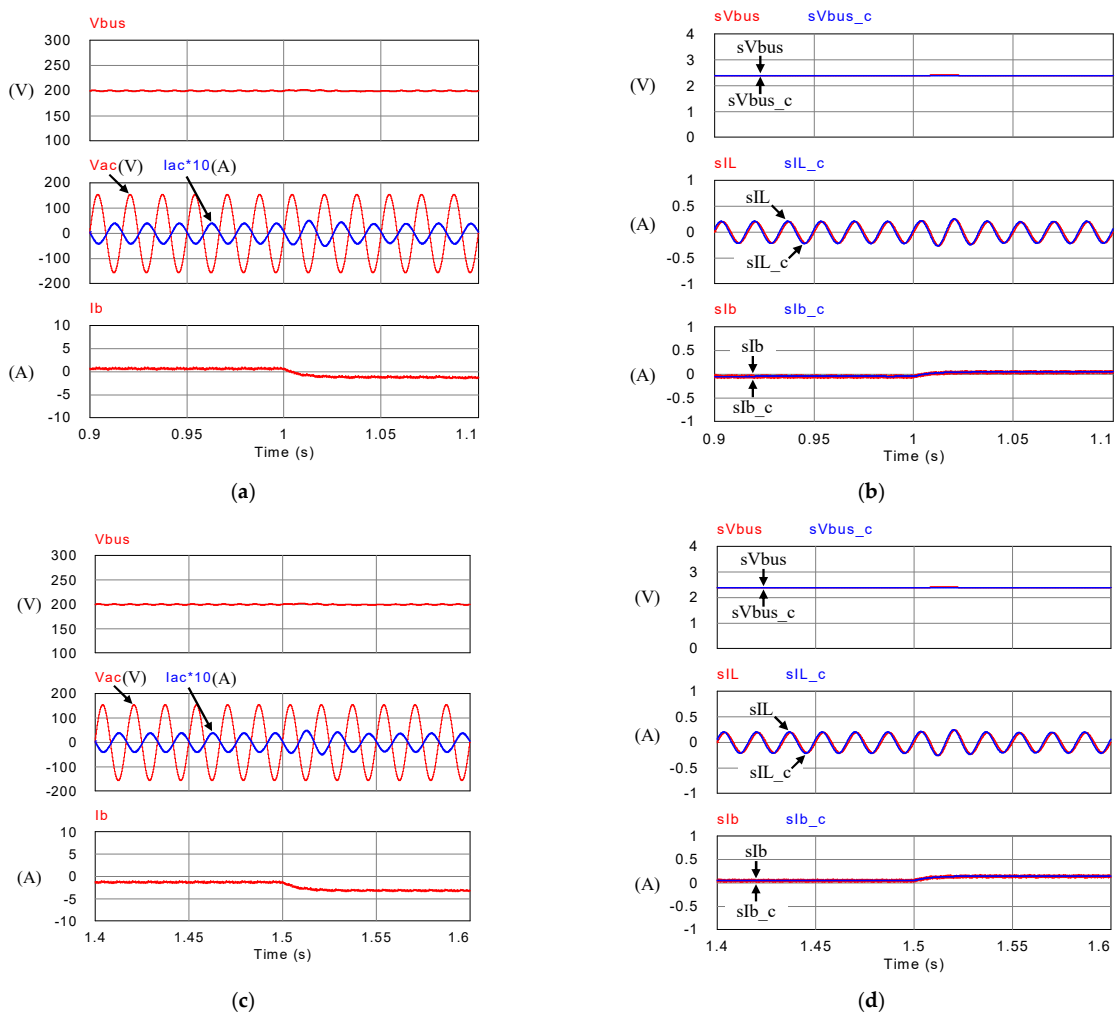 Vbus
300
250
(V) 200
150
100
Vac(V) Iac*10(A)
200
100
0
-100
-200
Ib
10
5
(A) 0
-5
-10
0.9 0.95 1 1.05 1.1
Time (s)
(a)
sVbus sVbus_c
4
3
(V) 2
1
0
sVbus
sVbus_c
sIL sIL_c
1
0.5
(A) 0
-0.5
-1
sIL
sIL_c
sIb sIb_c
1
0.5
(A) 0
-0.5
-1
sIb
sIb_c
0.9 0.95 1 1.05 1.1
Time (s)
(b)
Vbus
300
250
(V) 200
150
100
Vac(V) Iac*10(A)
200
100
0
-100
-200
Ib
10
5
(A) 0
-5
-10
1.4 1.45 1.5 1.55 1.6
Time (s)
(c)
sVbus sVbus_c
4
3
(V) 2
1
0
sVbus
sVbus_c
sIL sIL_c
1
0.5
(A) 0
-0.5
-1
sIL
sIL_c
sIb sIb_c
1
0.5
(A) 0
-0.5
-1
sIb
sIb_c
1.4 1.45 1.5 1.55 1.6
Time (s)
(d)